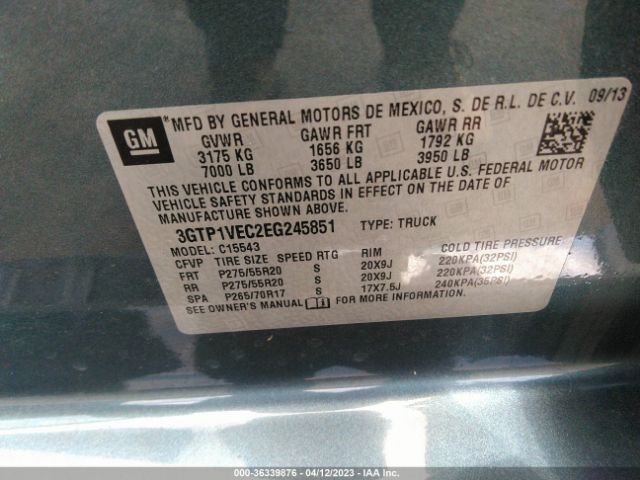 GM
*MFD BY GENERAL MOTORS DE MEXICO, S. DE R.L. DE C.V. 09/13
GVWR GAWR FRT GAWR RR
3175 KG 1656 KG 1792 KG
7000 LB 3650 LB 3950 LB
THIS VEHICLE CONFORMS TO ALL APPLICABLE U.S. FEDERAL MOTOR
VEHICLE SAFETY STANDARDS IN EFFECT ON THE DATE OF
MANUFACTURE SHOWN ABOVE.
3GTP1VEC2EG245851 TYPE: TRUCK
CFVP MODEL: C15543
TIRE SIZE SPEED RTG RIM COLD TIRE PRESSURE
FRT P275/55R20 S 20X9J 220KPA(32PSI)
RR P275/55R20 S 20X9J 220KPA(32PSI)
SPA P265/70R17 S 17X7.5J 240KPA(35PSI)
SEE OWNER'S MANUAL FOR MORE INFORMATION.
000-36339876 / 04/12/2023 / IAA Inc.